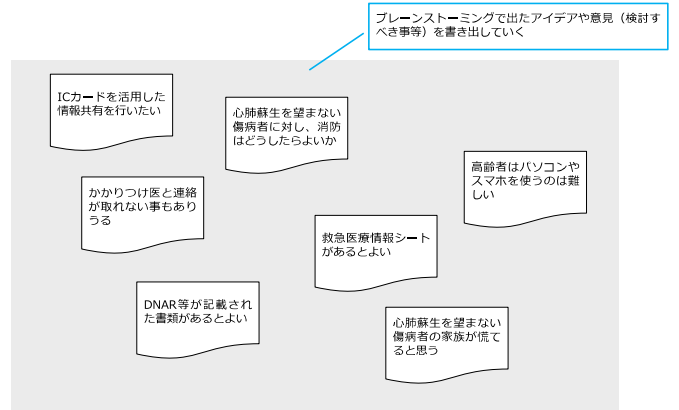 ブレーンストーミングで出たアイデアや意見（検討す
べき事等）を書き出していく
ICカードを活用した
情報共有を行いたい
心肺蘇生を望まない
傷病者に対し、消防
はどうしたらよいか
高齢者はパソコンや
スマホを使うのは難
しい
かかりつけ医と連絡
が取れない事もあり
うる
救急医療情報シート
があるとよい
DNAR等が記載され
た書類があるとよい
心肺蘇生を望まない
傷病者の家族が慌て
ると思う